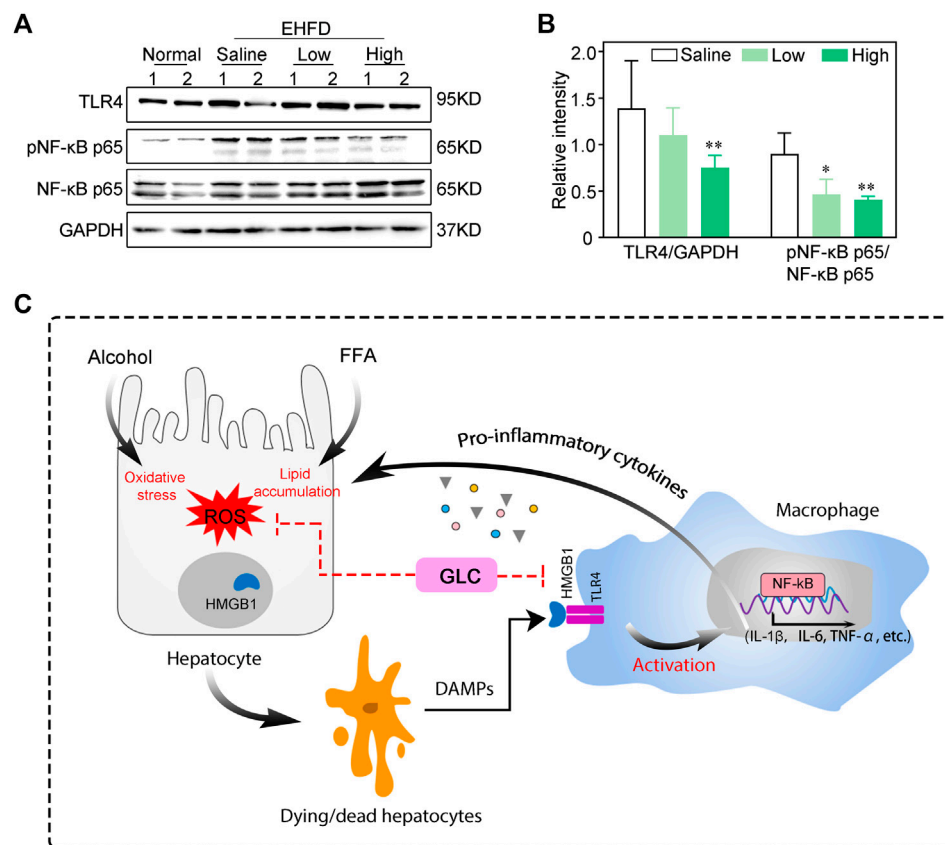 A
EHFD
Normal Saline Low High
1 2 1 2 1 2 1 2
TLR4 95KD
pNF-κB p65 65KD
NF-κB p65 65KD
GAPDH 37KD
B
Relative intensity
2.0
1.5
1.0
0.5
0
Saline Low High
**
* **
TLR4/GAPDH
pNF-κB p65/
NF-κB p65
C
Alcohol FFA
Oxidative
stress
Lipid
accumulation
ROS
HMGB1
Hepatocyte
Pro-inflammatory cytokines
GLC
HMGB1
TLR4
Macrophage
NF-kB
(IL-1β, IL-6, TNF-α, etc.)
Activation
DAMPs
Dying/dead hepatocytes